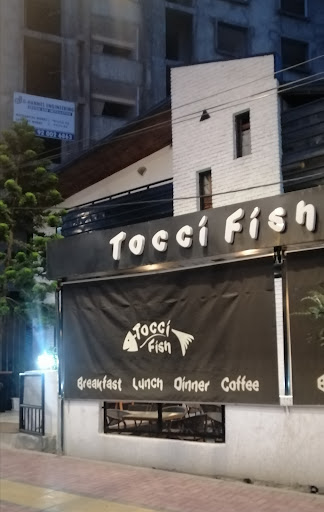 Tocci Fish
Tocci
Fish
Breakfast Lunch Dinner Coffee